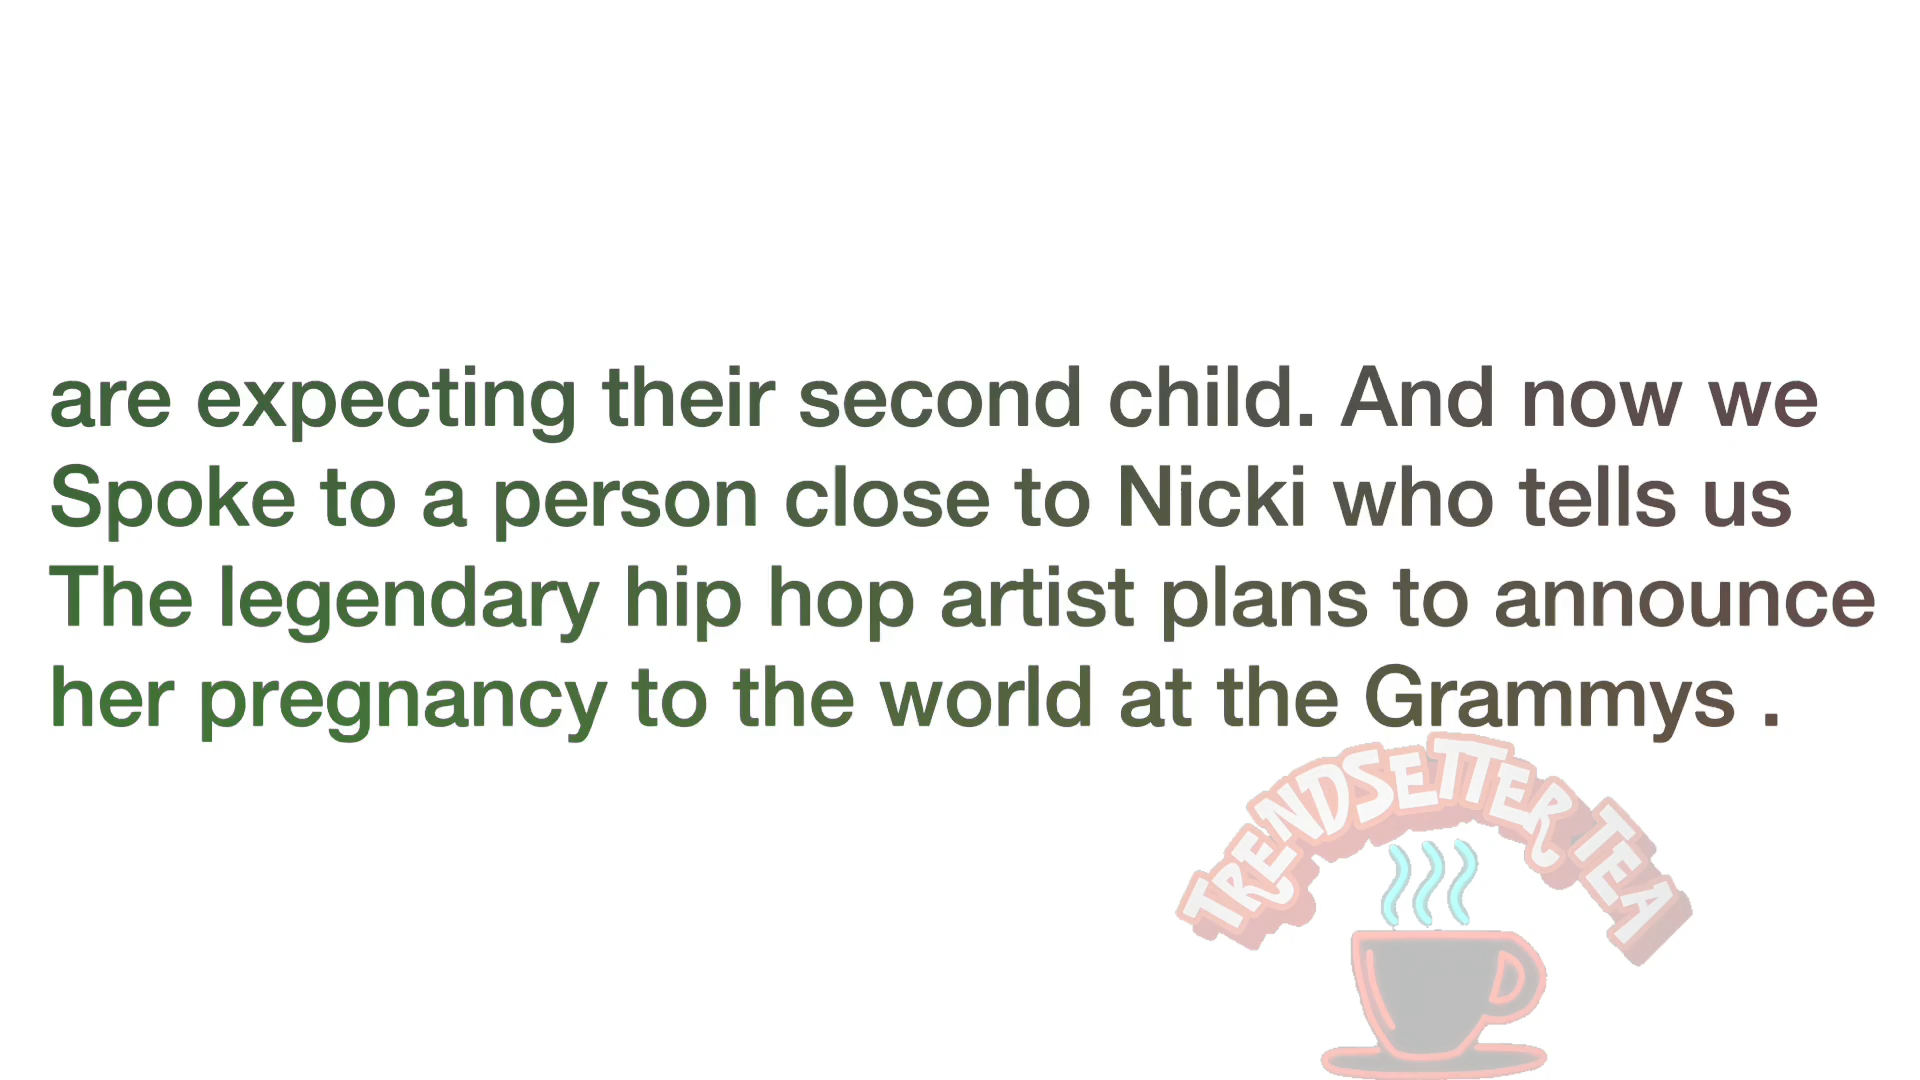 are expecting their second child. And now we
Spoke to a person close to Nicki who tells us
The legendary hip hop artist plans to announce
her pregnancy to the world at the Grammys .
TRENDSETTER TEA